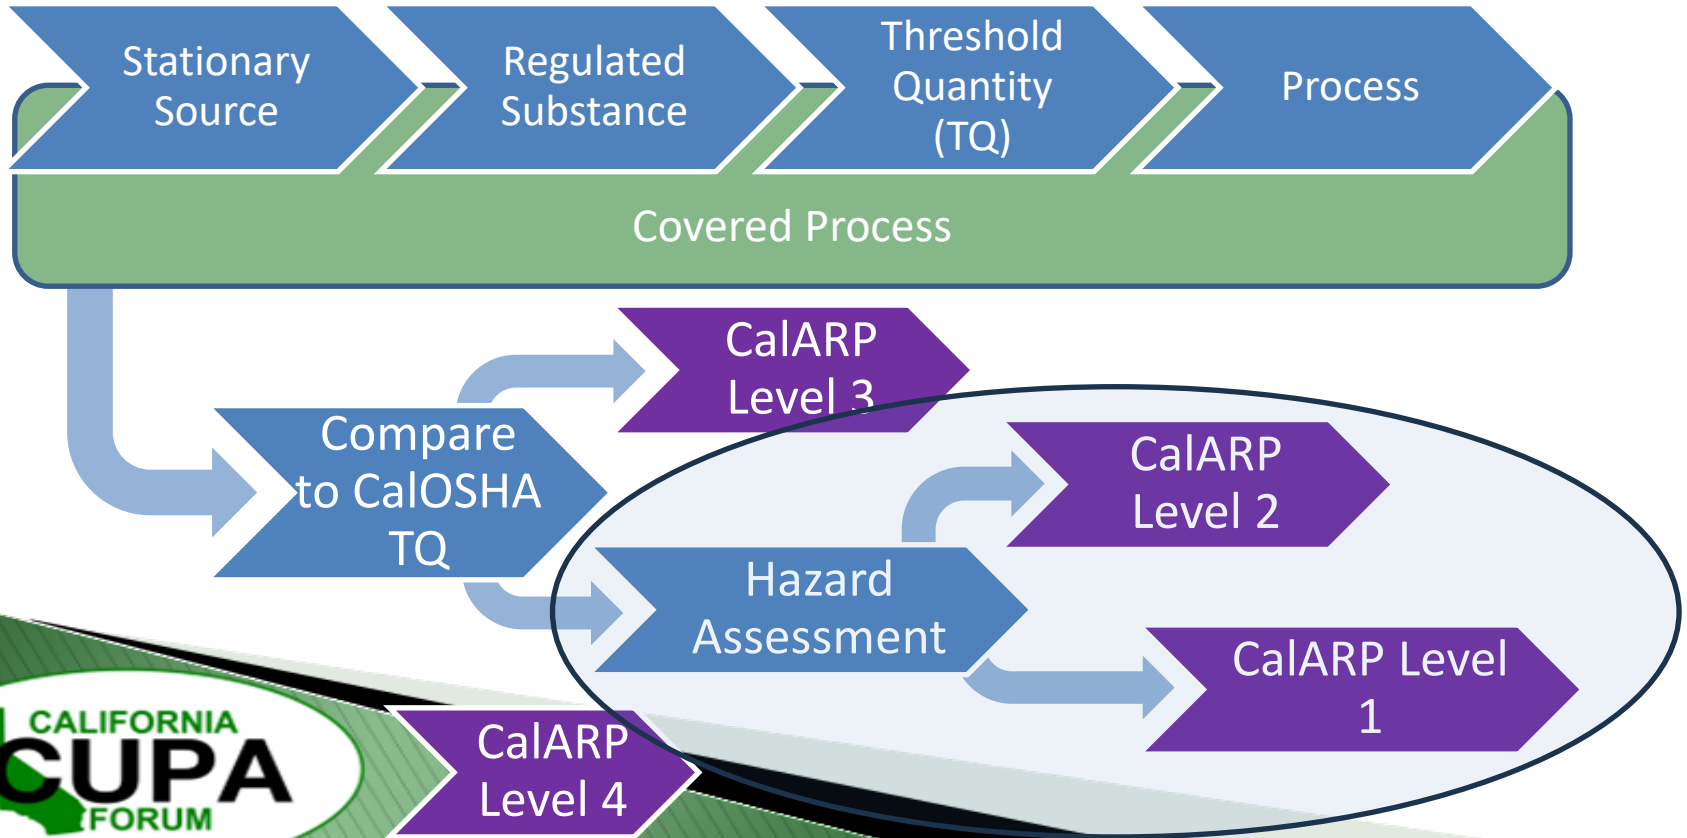 Stationary
Source
Regulated
Substance
Threshold
Quantity
(TQ)
Process
Covered Process
CalARP
Level 3
Compare
to CalOSHA
TQ
CalARP
Level 2
Hazard
Assessment
CalARP Level
1
CalARP
Level 4
CALIFORNIA
CUPA
FORUM